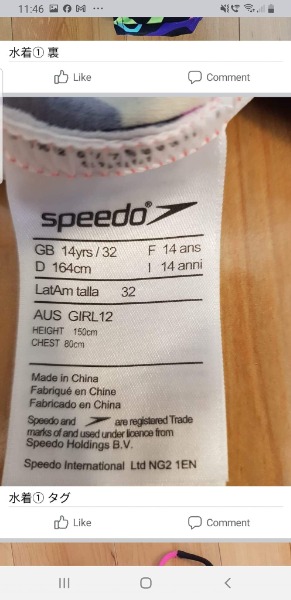 11:46
水着① 裏
Like Comment
speedo®
GB 14yrs / 32 F 14 ans
D 164cm I 14 anni
LatAm talla 32
AUS GIRL12
HEIGHT 150cm
CHEST 80cm
Made in China
Fabriqué en Chine
Fabricado en China
Speedo and are registered Trade
marks of and used under licence from
Speedo Holdings B.V.
Speedo International Ltd NG2 1EN
水着① タグ
Like Comment